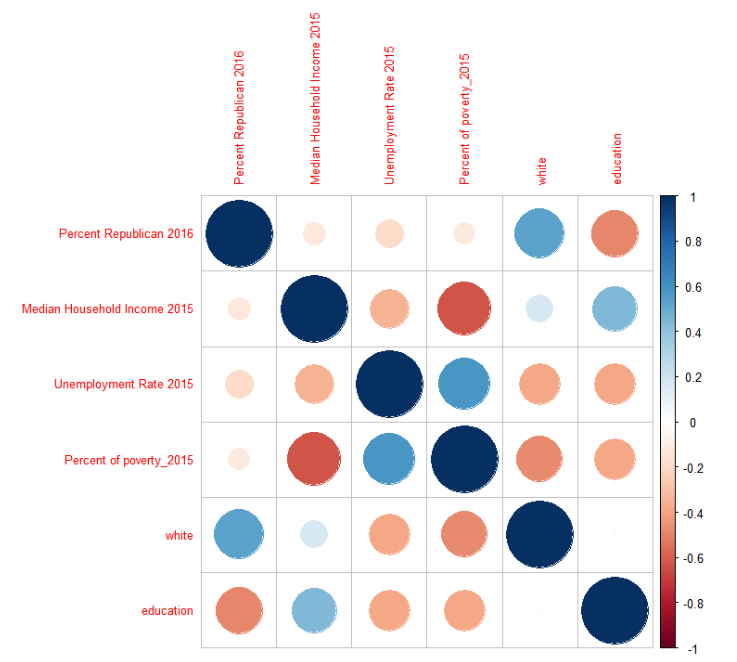 Percent Republican 2016
Median Household Income 2015
Unemployment Rate 2015
Percent of poverty_2015
white
education
Percent Republican 2016
Median Household Income 2015
Unemployment Rate 2015
Percent of poverty_2015
white
education
1
0.8
0.6
0.4
0.2
0
-0.2
-0.4
-0.6
-0.8
-1